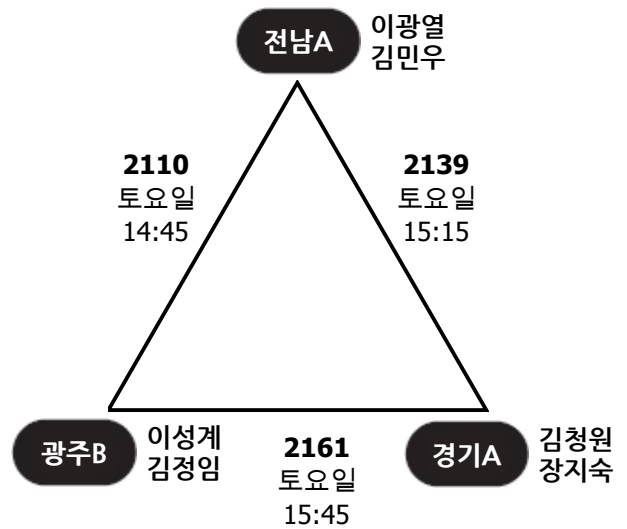 전남A
이광열
김민우
2110
토요일
14:45
2139
토요일
15:15
광주B
이성계
김정임
2161
토요일
15:45
경기A
김청원
장지숙